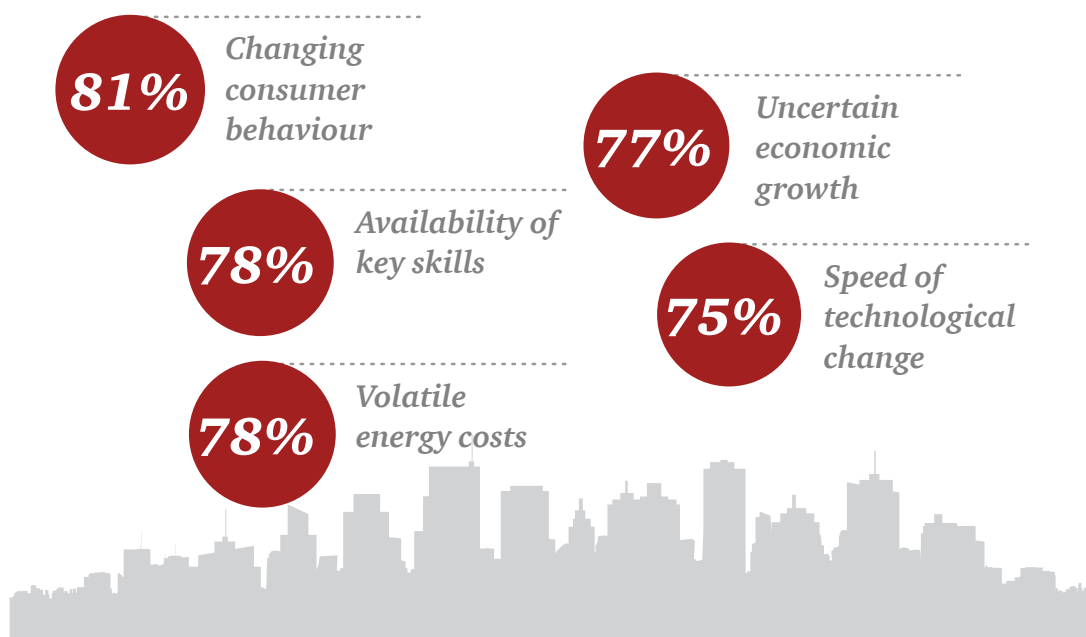 81%
Changing
consumer
behaviour
78%
Availability of
key skills
78%
Volatile
energy costs
77%
Uncertain
economic
growth
75%
Speed of
technological
change